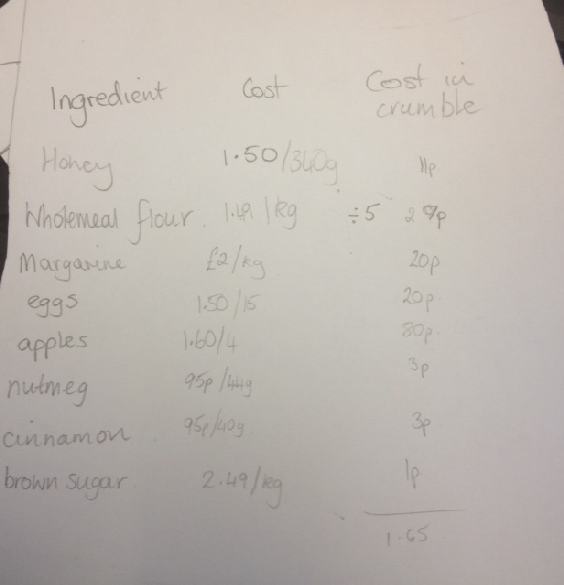 Ingredient Cost Cost in crumble
Honey 1.50/340g 11p
Wholemeal flour. 1.49/kg ÷5 29p
Margarine £2/kg 20p
eggs 1.50/15 20p.
apples 1.60/4 80p.
nutmeg 95p/44g 3p
cinnamon. 95p/40g 3p
brown sugar. 2.49/kg 1p
1.65